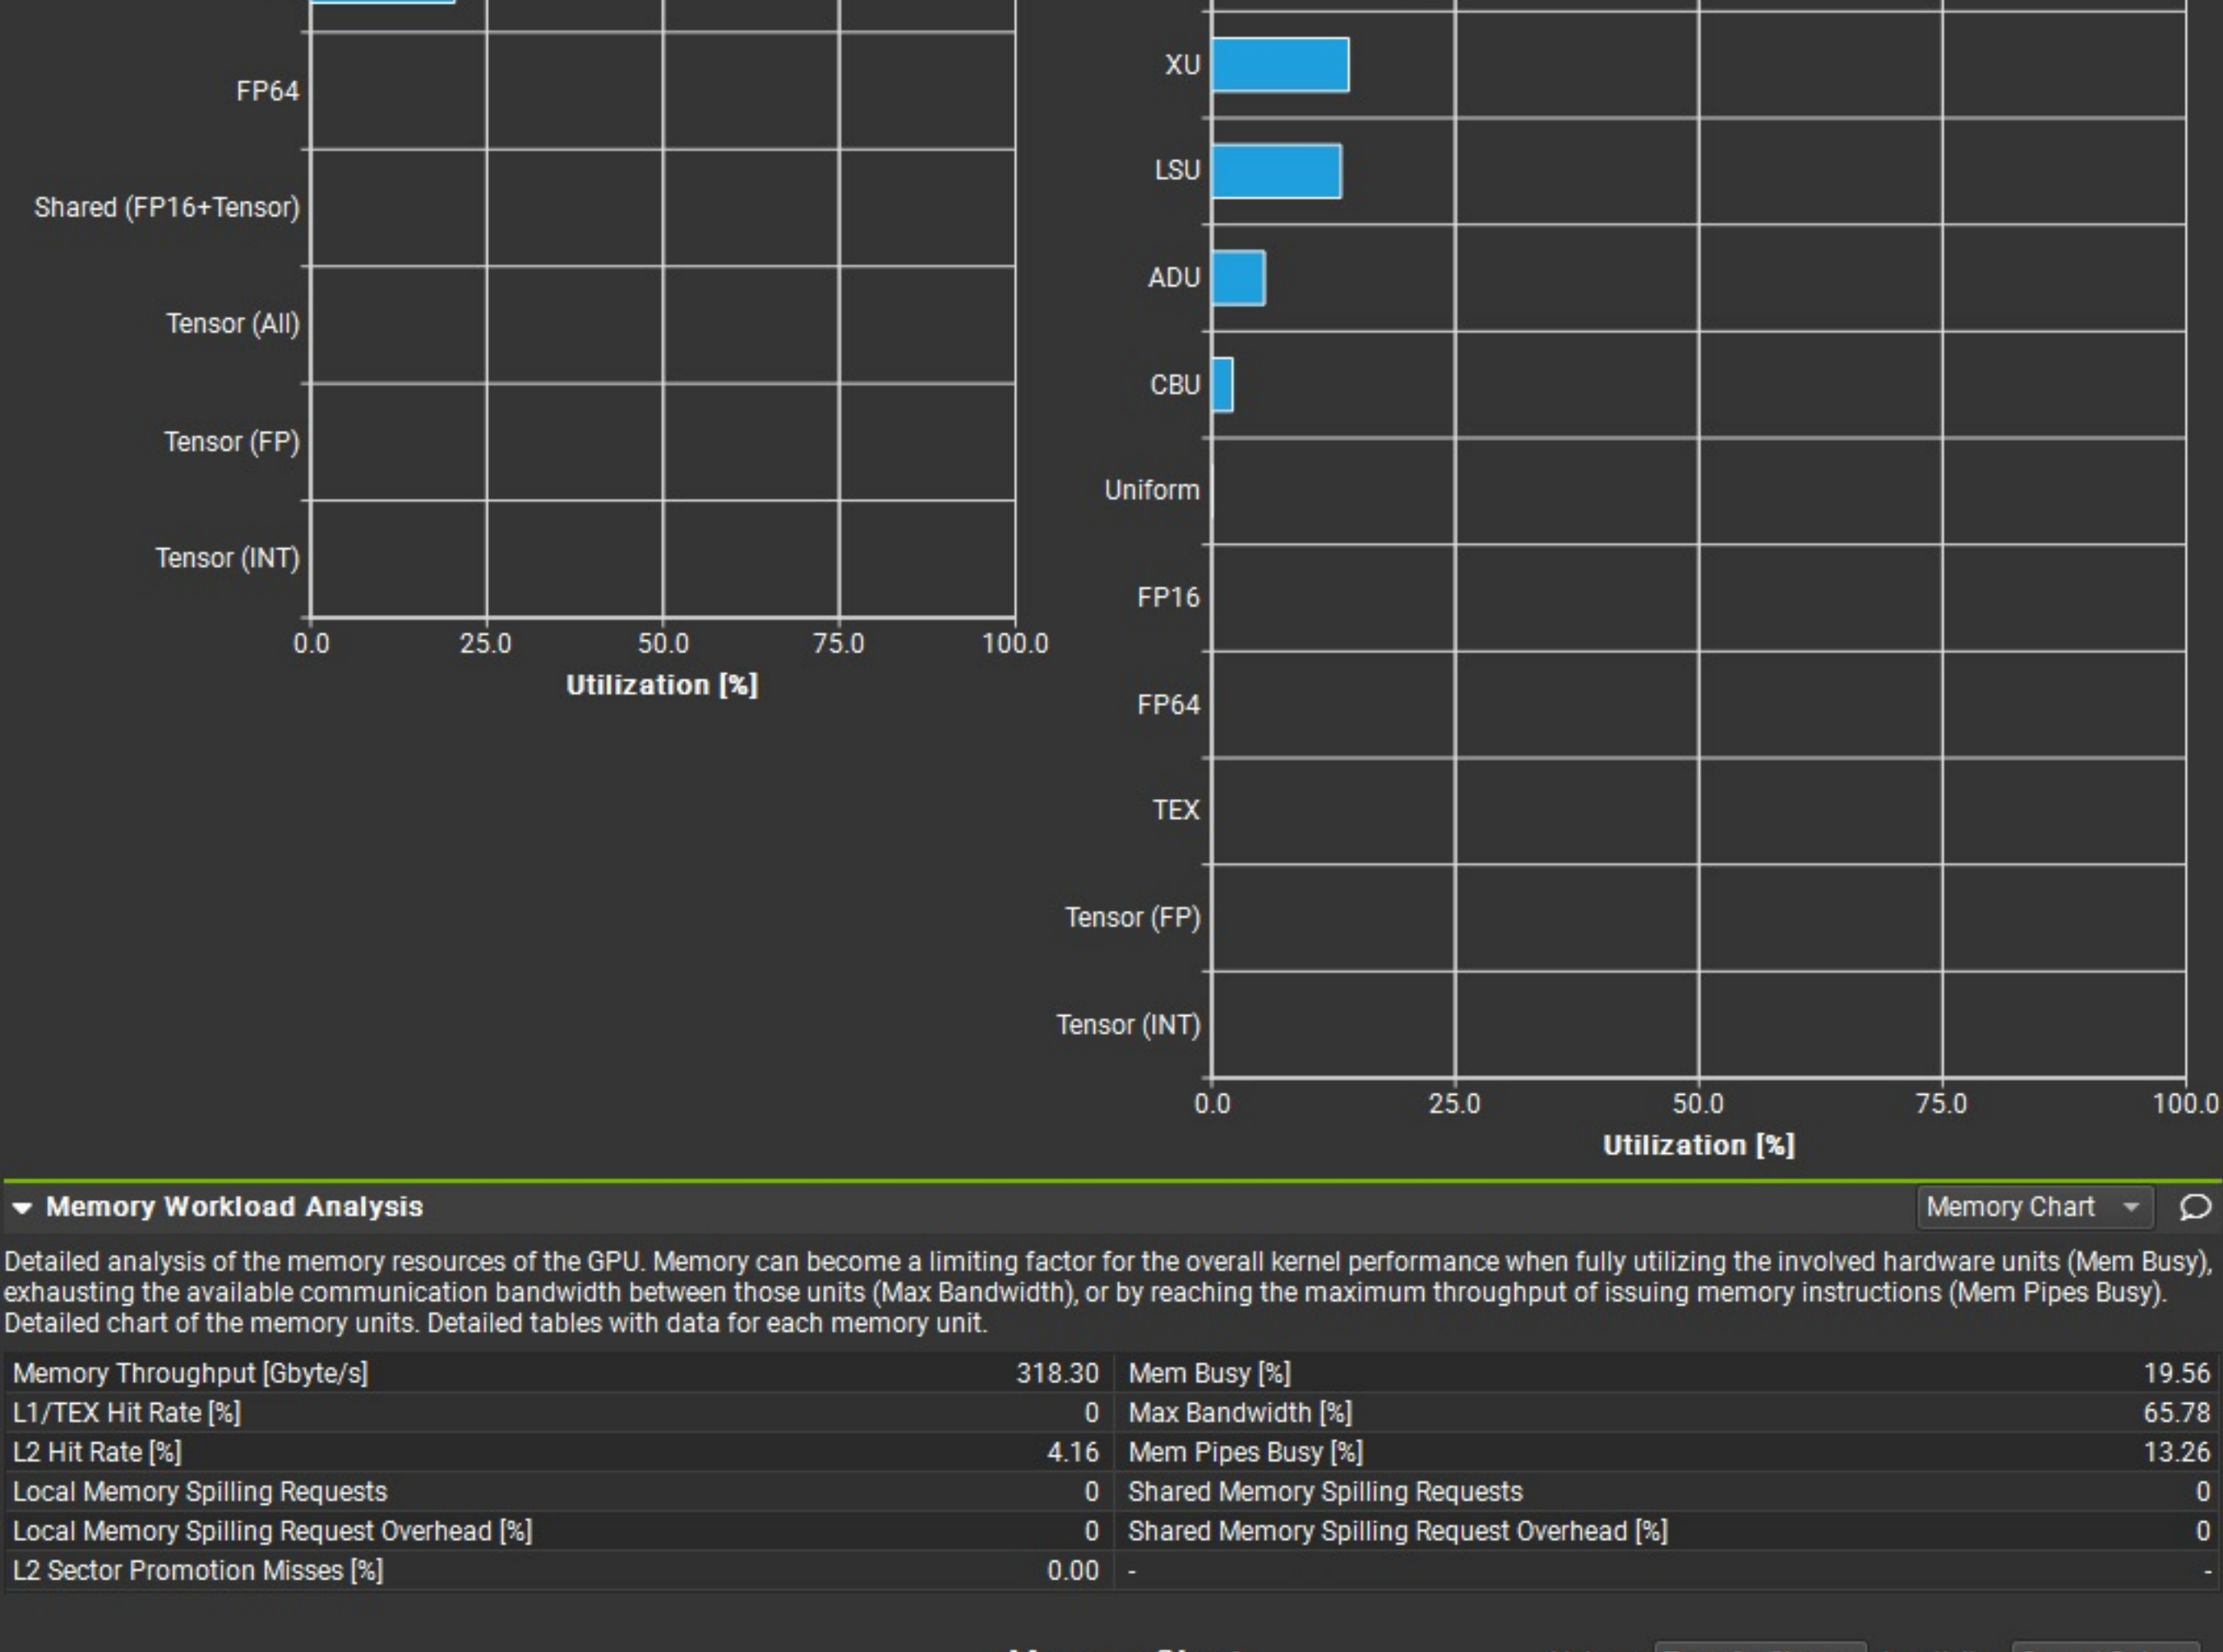 FP64
Shared (FP16+Tensor)
Tensor (All)
Tensor (FP)
Tensor (INT)
0.0 25.0 50.0 75.0 100.0
Utilization [%]
XU
LSU
ADU
CBU
Uniform
FP16
FP64
TEX
Tensor (FP)
Tensor (INT)
0.0 25.0 50.0 75.0 100.0
Utilization [%]
Memory Workload Analysis
Memory Chart
Detailed analysis of the memory resources of the GPU. Memory can become a limiting factor for the overall kernel performance when fully utilizing the involved hardware units (Mem Busy),
exhausting the available communication bandwidth between those units (Max Bandwidth), or by reaching the maximum throughput of issuing memory instructions (Mem Pipes Busy).
Detailed chart of the memory units. Detailed tables with data for each memory unit.
Memory Throughput [Gbyte/s] 318.30 Mem Busy [%] 19.56
L1/TEX Hit Rate [%] 0 Max Bandwidth [%] 65.78
L2 Hit Rate [%] 4.16 Mem Pipes Busy [%] 13.26
Local Memory Spilling Requests 0 Shared Memory Spilling Requests 0
Local Memory Spilling Request Overhead [%] 0 Shared Memory Spilling Request Overhead [%] 0
L2 Sector Promotion Misses [%] 0.00 - -